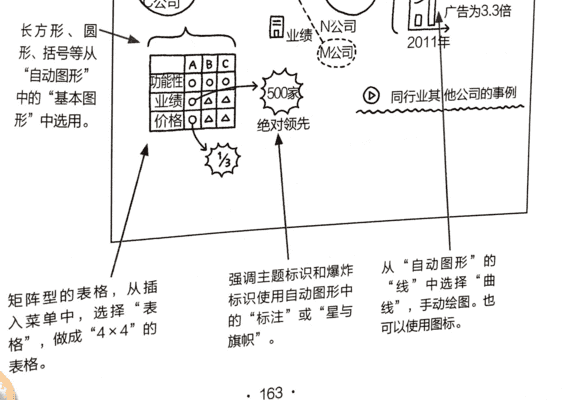 C公司
广告为3.3倍
业绩
N公司
M公司
2011年
长方形、圆
形、括号等从
“自动图形”
中的“基本图
形”中选用。
A B C
功能性 ○ ○ ○
业绩 ○ △ △
价格 ○ △ △
500家
绝对领先
1/3
同行业其他公司的事例
矩阵型的表格，从插
入菜单中，选择“表
格”，做成“4×4”的
表格。
强调主题标识和爆炸
标识使用自动图形中
的“标注”或“星与
旗帜”。
从“自动图形”的
“线”中选择“曲
线”，手动绘图。也
可以使用图标。
· 163 ·